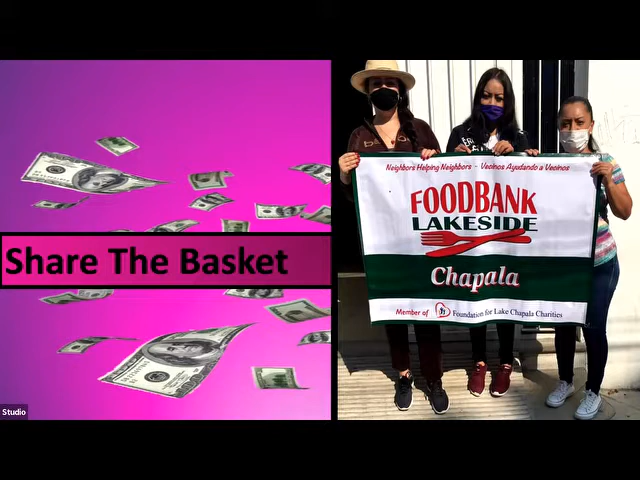 Share The Basket
Studio
Neighbors Helping Neighbors - Vecinos Ayudando a Vecinos
FOODBANK
LAKESIDE
Chapala
Member of
Foundation for Lake Chapala Charities